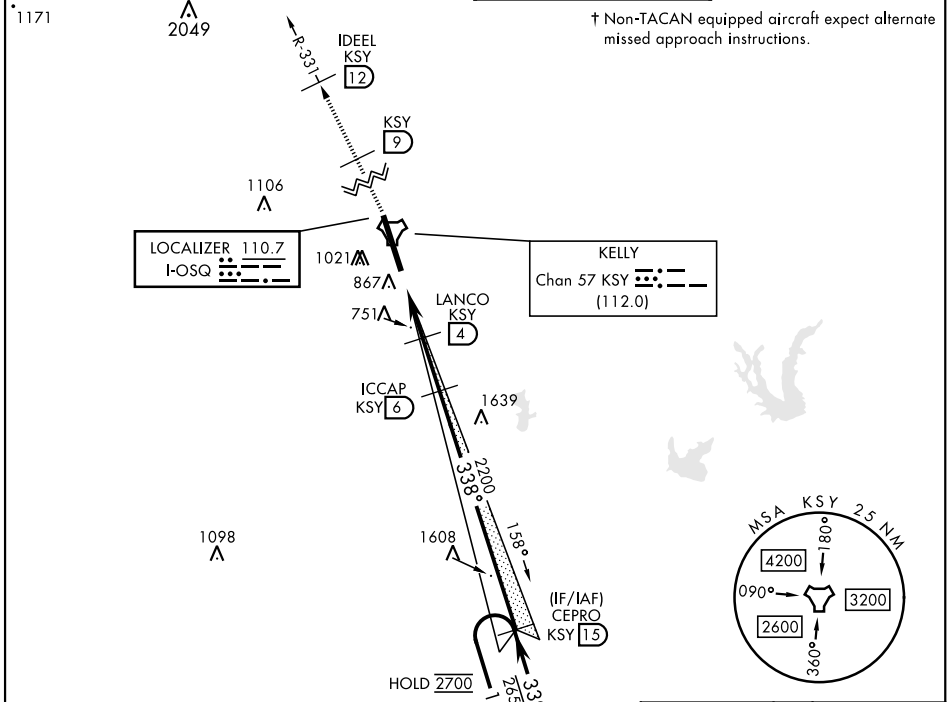 1171
2049
† Non-TACAN equipped aircraft expect alternate
missed approach instructions.
R-331
IDEEL
KSY
12
KSY
9
1106
LOCALIZER 110.7
I-OSQ
1021
867
KELLY
Chan 57 KSY
(112.0)
751
LANCO
KSY
4
ICCAP
KSY 6
1639
2200
338°
158°
1098
1608
(IF/IAF)
CEPRO
KSY 15
HOLD 2700
MSA KSY 25 NM
180°
4200
090°
3200
2600
360°